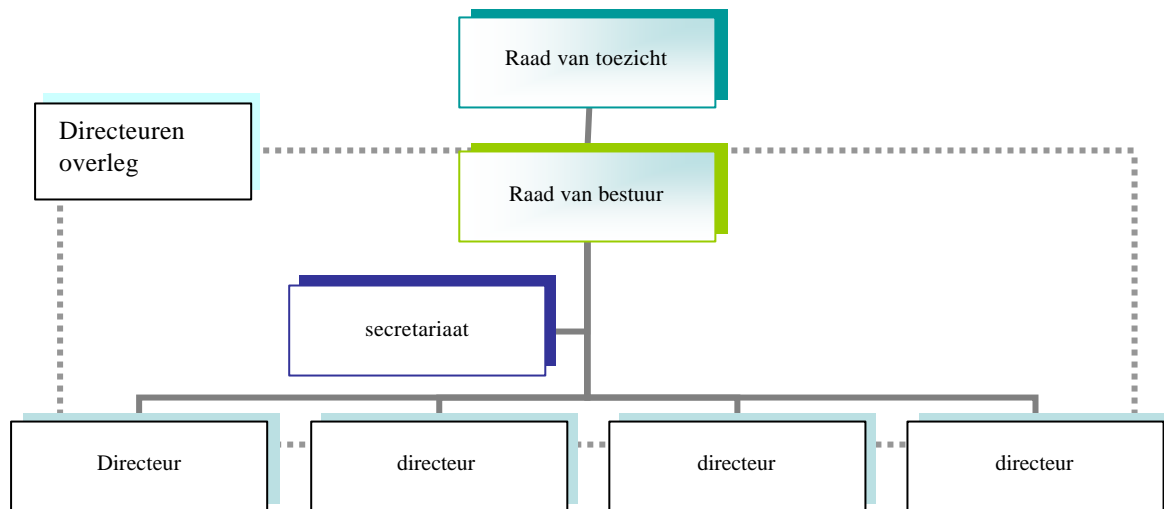 Raad van toezicht
Directeuren
overleg
Raad van bestuur
secretariaat
Directeur
directeur
directeur
directeur